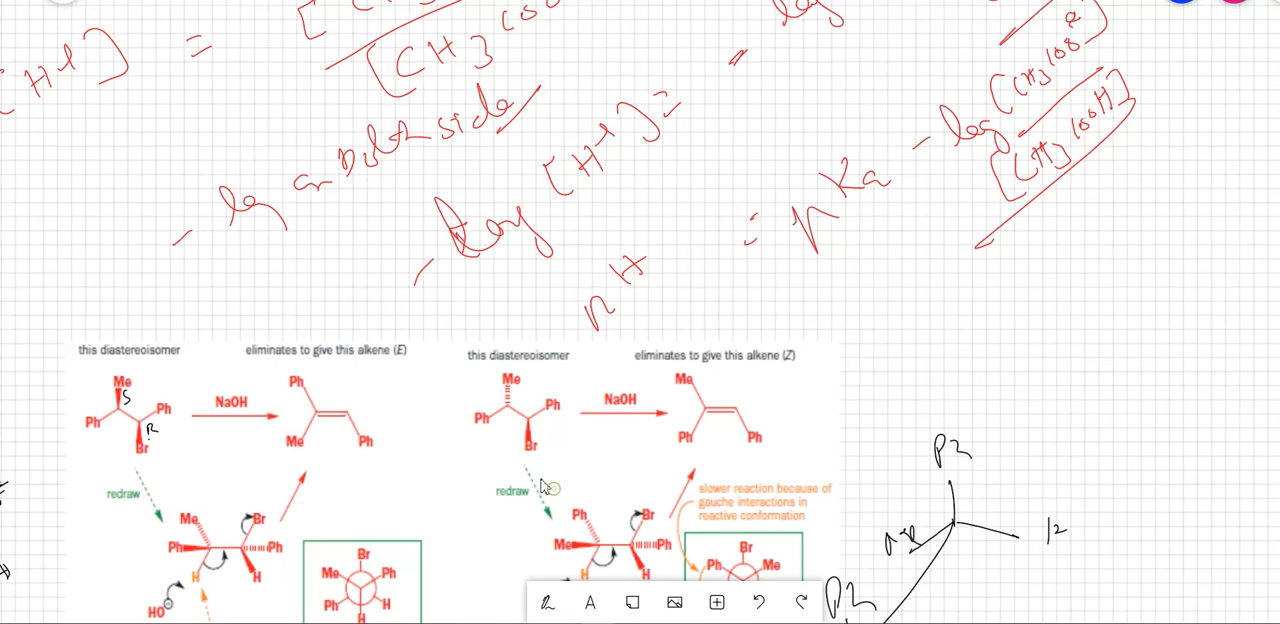 [H+] =
[CH3COO
- log on both side
- log [H+] =
pH = pKa - log [CH3COO
[CH3COOH]
this diastereoisomer
eliminates to give this alkene (E)
Me
S
Ph
Ph
R
Br
NaOH
Ph
Me
Ph
redraw
Me
Br
Ph
Ph
H
H
HO
Br
Me
Ph
Ph
H
H
this diastereoisomer
eliminates to give this alkene (Z)
Me
Ph
Ph
Br
NaOH
Me
Ph
Ph
redraw
slower reaction because of
gauche interactions in
reactive conformation
Ph
Br
Me
Ph
H
Br
Ph
Me
Ph
Ph
A